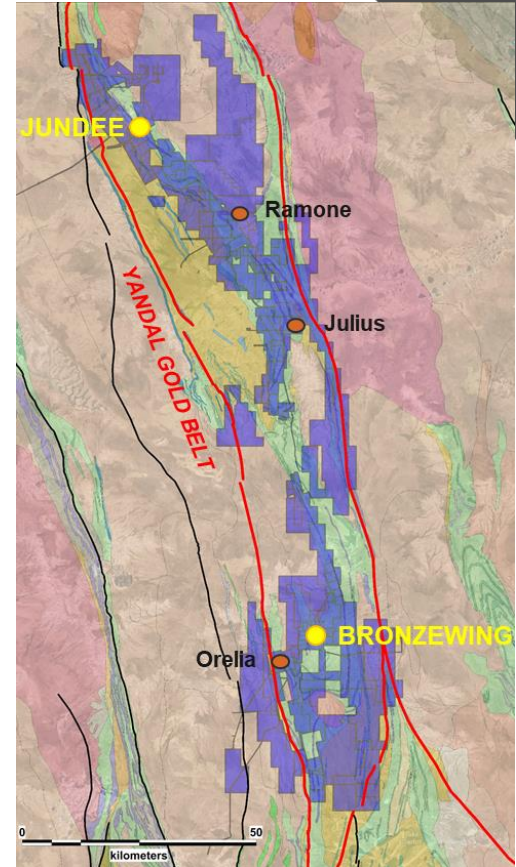 JUNDEE
Ramone
Julius
YANDAL GOLD BELT
BRONZEWING
Orelia
0 50
kilometers